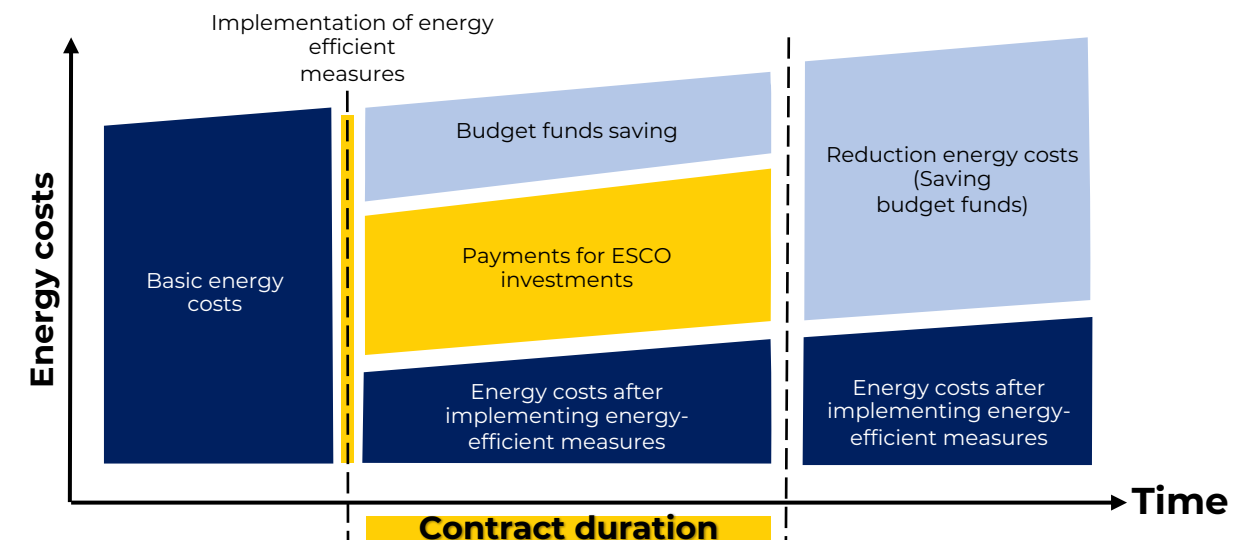 Implementation of energy
efficient
measures
Energy costs
Basic energy
costs
Budget funds saving
Payments for ESCO
investments
Energy costs after
implementing energy-
efficient measures
Reduction energy costs
(Saving
budget funds)
Energy costs after
implementing energy-
efficient measures
Time
Contract duration